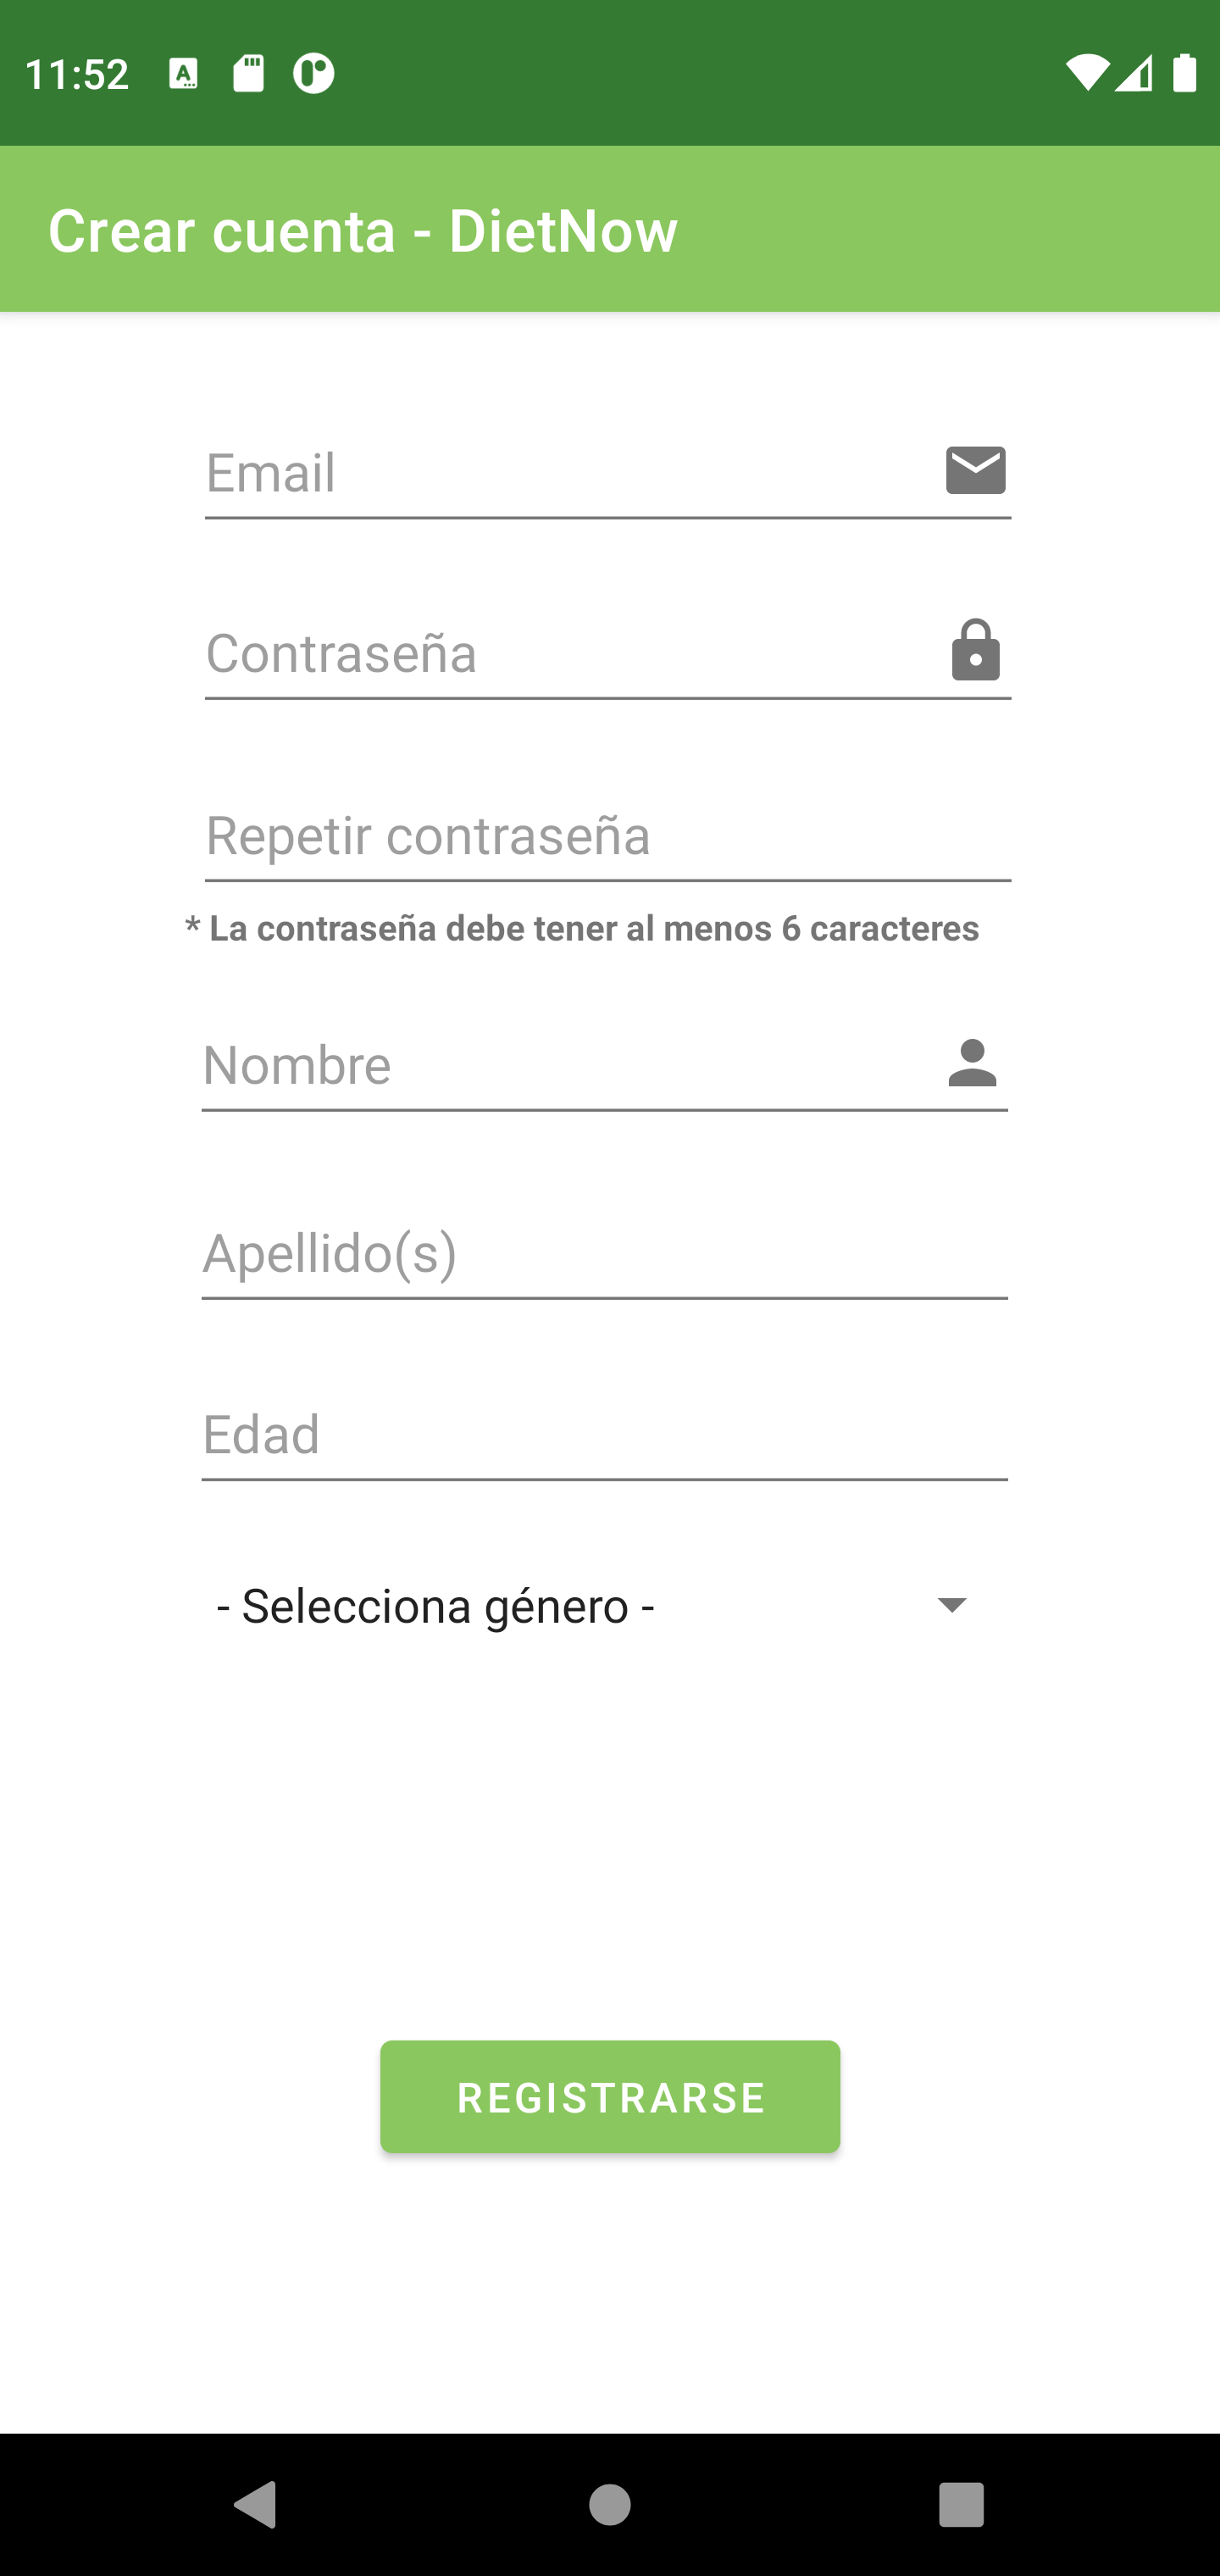 11:52
Crear cuenta - DietNow
Email
Contraseña
Repetir contraseña
* La contraseña debe tener al menos 6 caracteres
Nombre
Apellido(s)
Edad
- Selecciona género -
REGISTRARSE